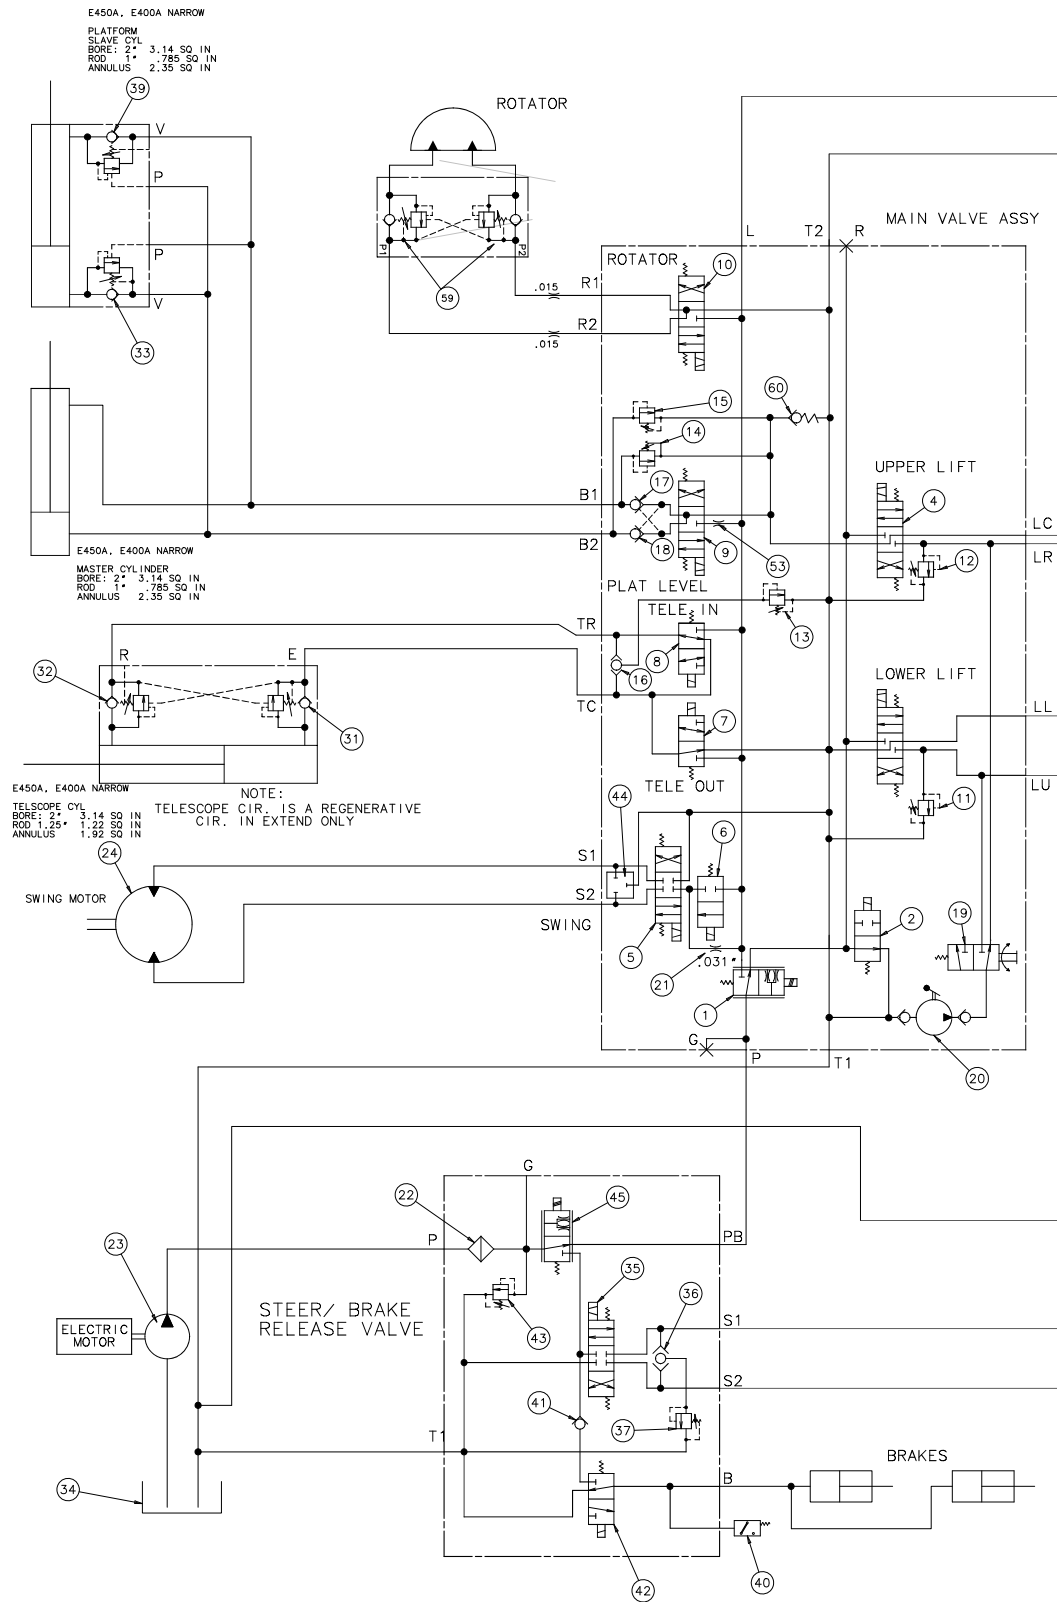 E450A, E400A NARROW
PLATFORM
SLAVE CYL
BORE: 2" 3.14 SQ IN
ROD 1" .785 SQ IN
ANNULUS 2.35 SQ IN
39
V
P
P
V
33
ROTATOR
P1
P2
59
.015
R1
R2
.015
L
T2
R
MAIN VALVE ASSY
ROTATOR
10
15
60
14
UPPER LIFT
B1
17
4
LC
B2
18
9
53
LR
12
E450A, E400A NARROW
MASTER CYLINDER
BORE: 2" 3.14 SQ IN
ROD 1" .785 SQ IN
ANNULUS 2.35 SQ IN
PLAT LEVEL
TELE IN
TR
13
8
16
32
R
E
31
LOWER LIFT
TC
7
LL
LU
TELE OUT
E450A, E400A NARROW
TELSCOPE CYL
BORE: 2" 3.14 SQ IN
ROD 1.25" 1.22 SQ IN
ANNULUS 1.92 SQ IN
NOTE:
TELESCOPE CIR. IS A REGENERATIVE
CIR. IN EXTEND ONLY
11
44
6
24
S1
SWING MOTOR
S2
SWING
5
2
19
21
.031"
1
G
P
T1
20
G
22
45
P
PB
23
ELECTRIC
MOTOR
STEER/ BRAKE
RELEASE VALVE
43
35
36
S1
S2
41
37
T1
34
B
BRAKES
42
40